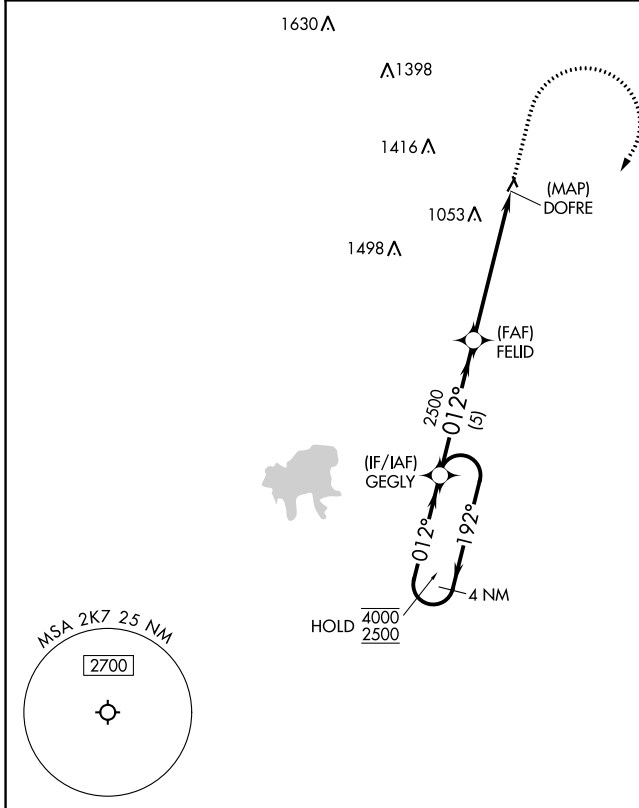 1630
1398
1416
(MAP)
DOFRE
1053
1498
(FAF)
FELID
2500
012°
(5)
(IF/IAF)
GEGLY
012°
192°
4 NM
HOLD 4000
2500
MSA 2K7 25 NM
2700